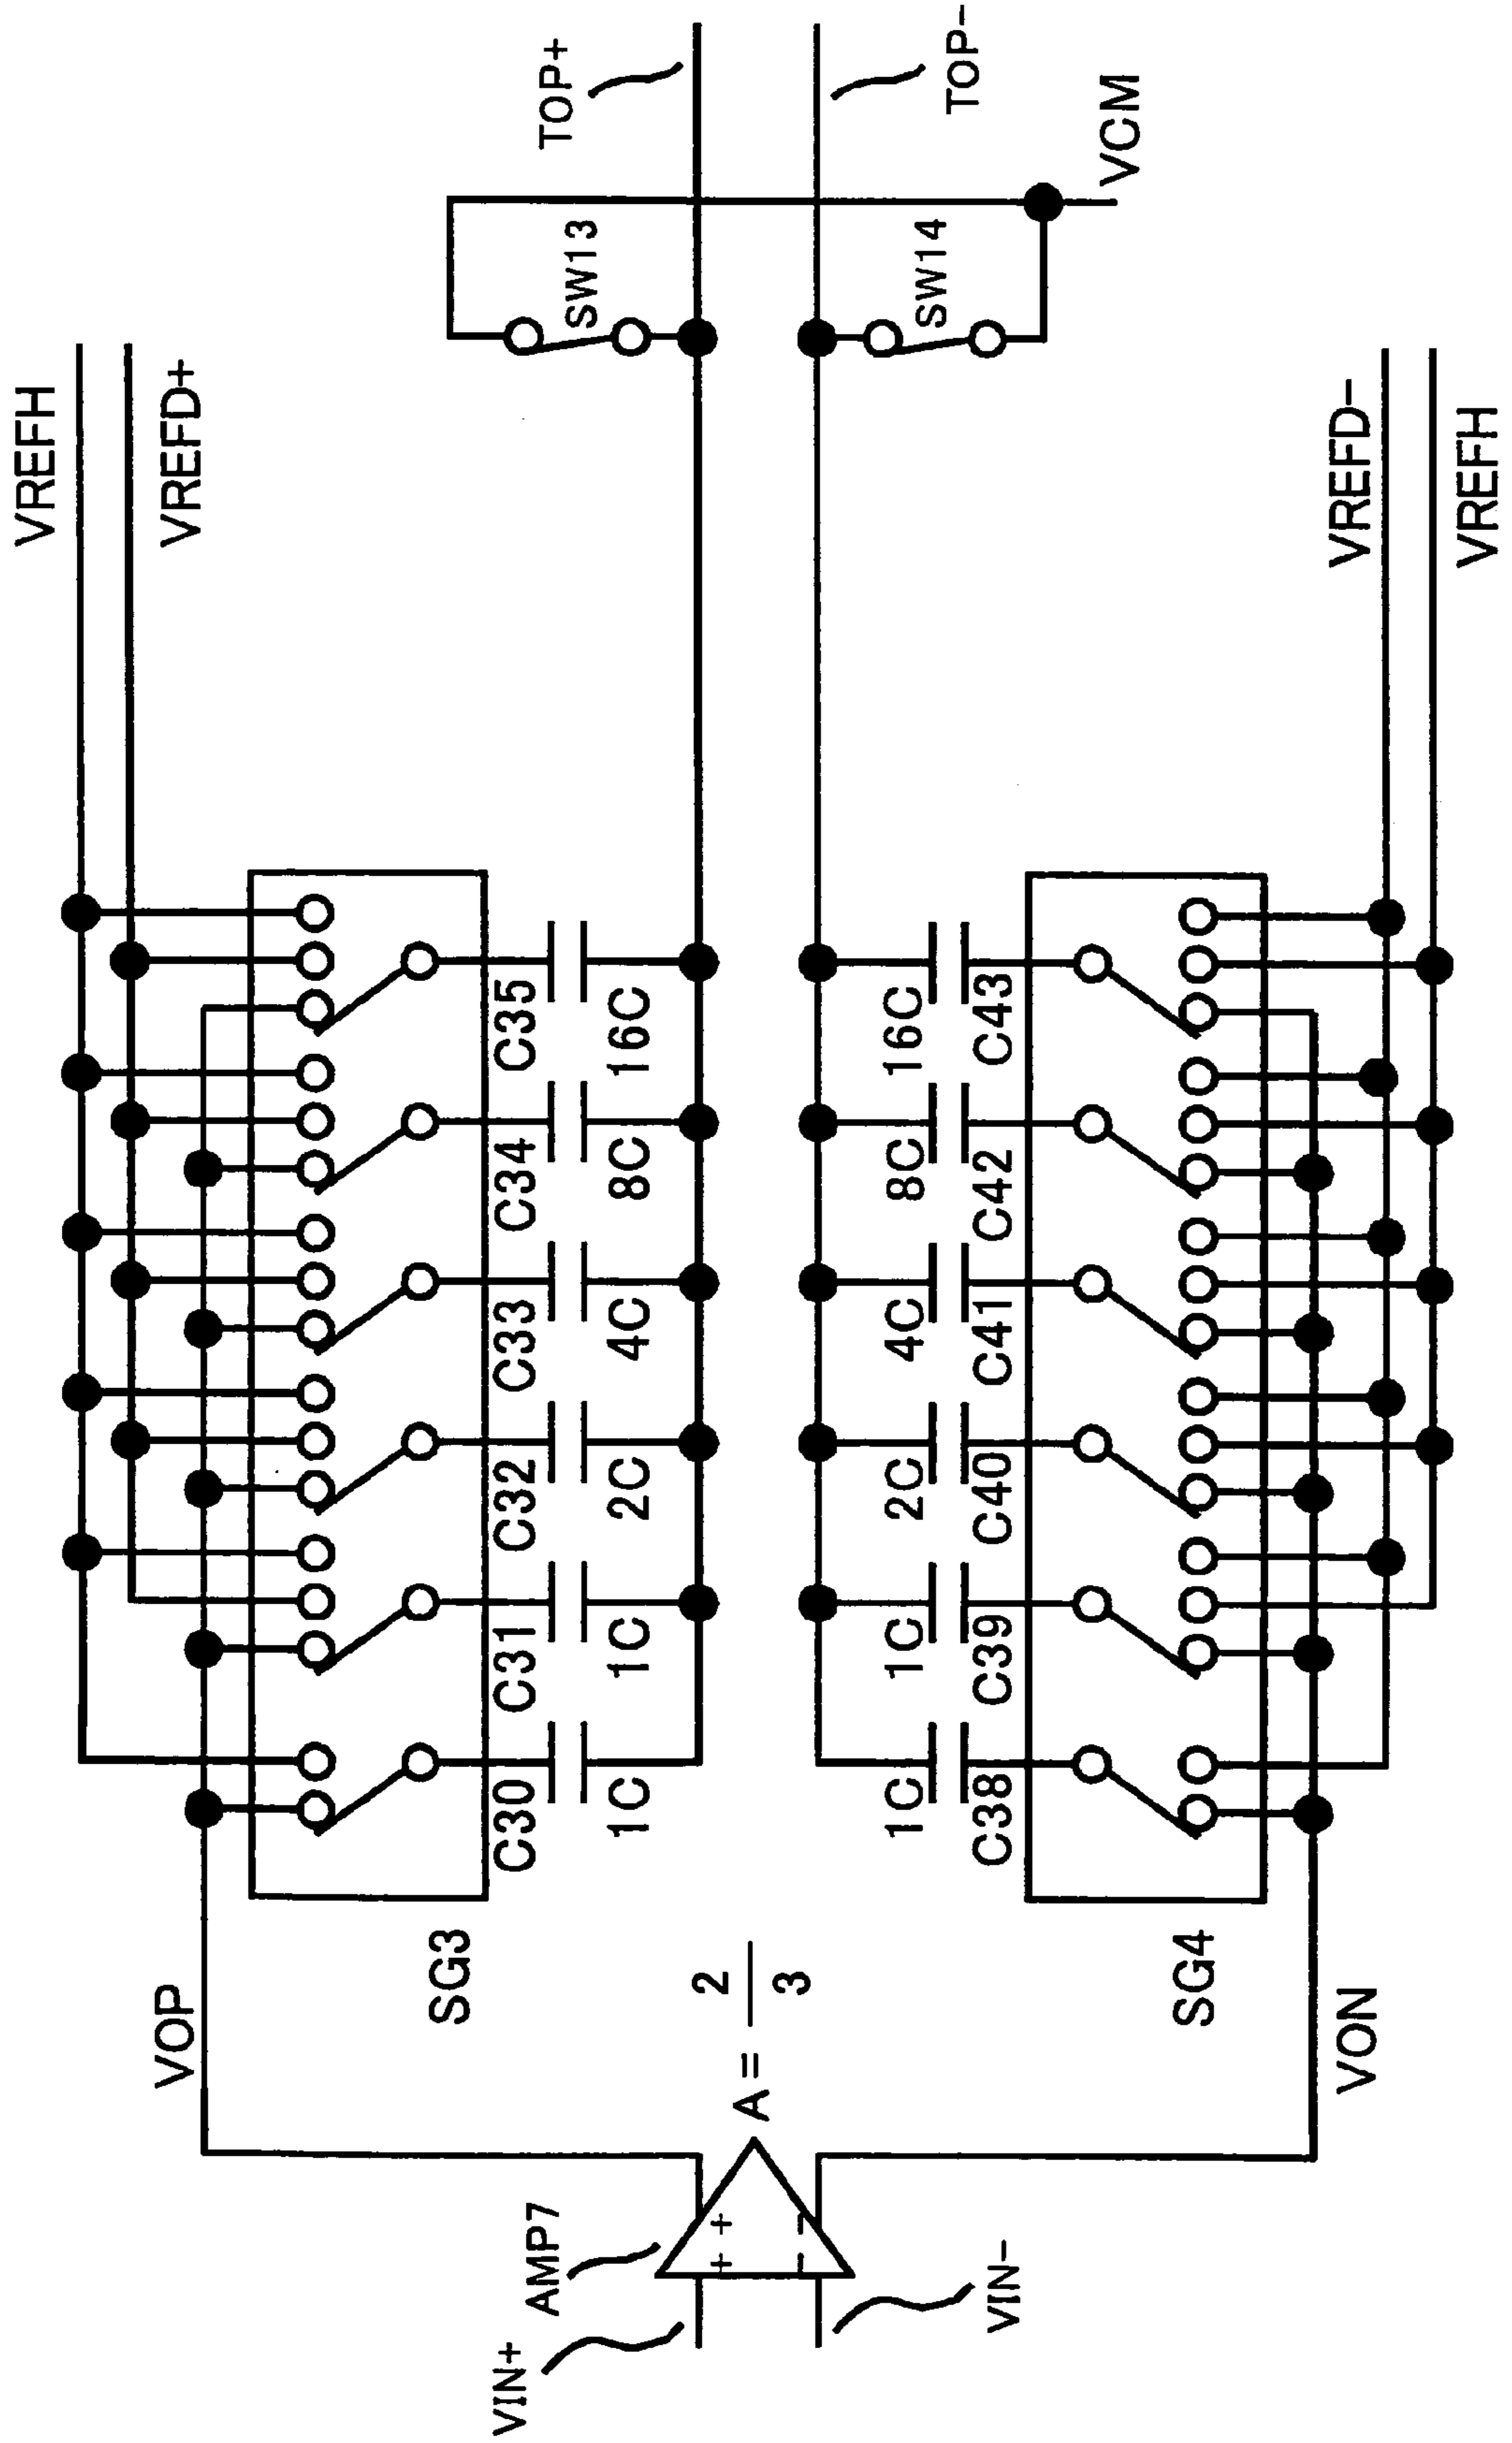 VREFH
VREFD+
TOP+
TOP−
VCM
SW13
SW14
VREFD−
VREFH
VOP
SG3
C30
C31
C32
C33
C34
C35
1C
1C
2C
4C
8C
16C
VIN+
AMP7
+ +
− −
A = 2/3
VIN−
1C
1C
2C
4C
8C
16C
C38
C39
C40
C41
C42
C43
SG4
VON